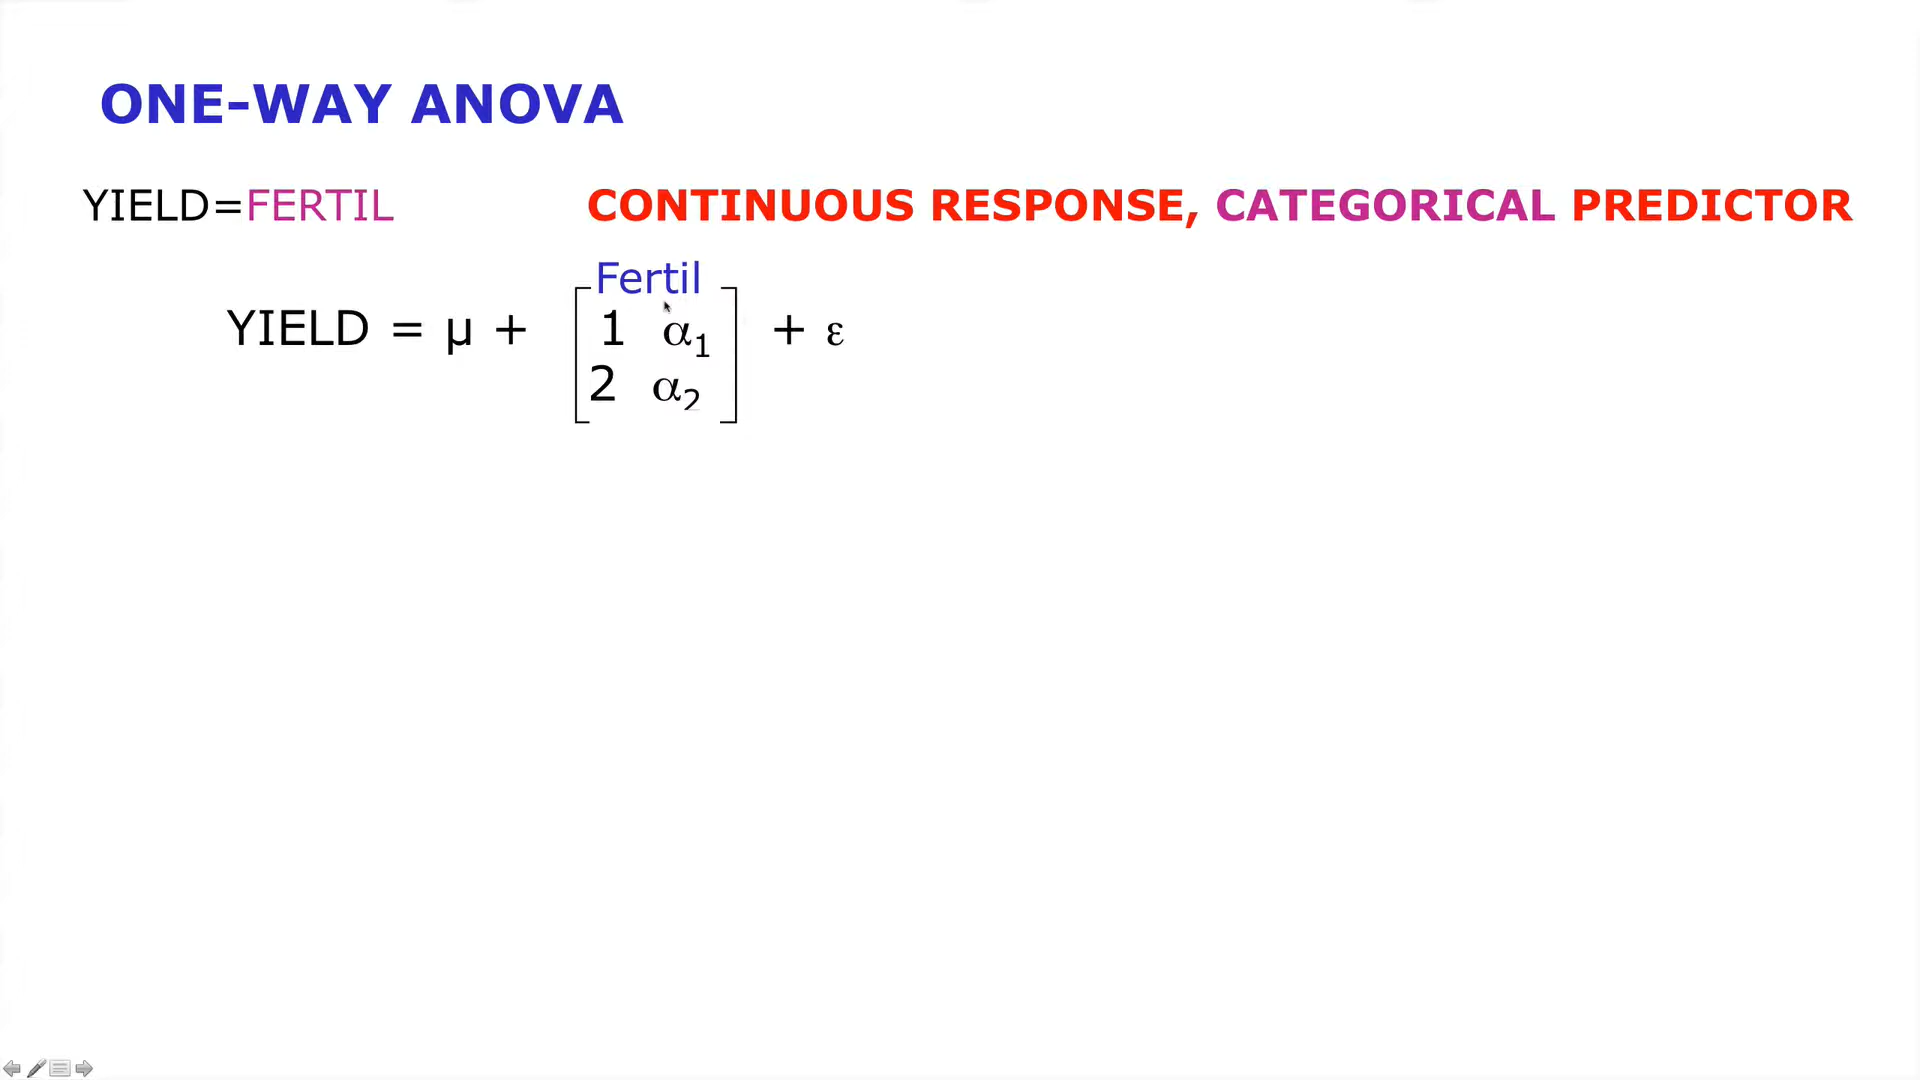 ONE-WAY ANOVA
YIELD=FERTIL CONTINUOUS RESPONSE, CATEGORICAL PREDICTOR
Fertil
YIELD = μ + 1 α₁ + ε
2 α₂